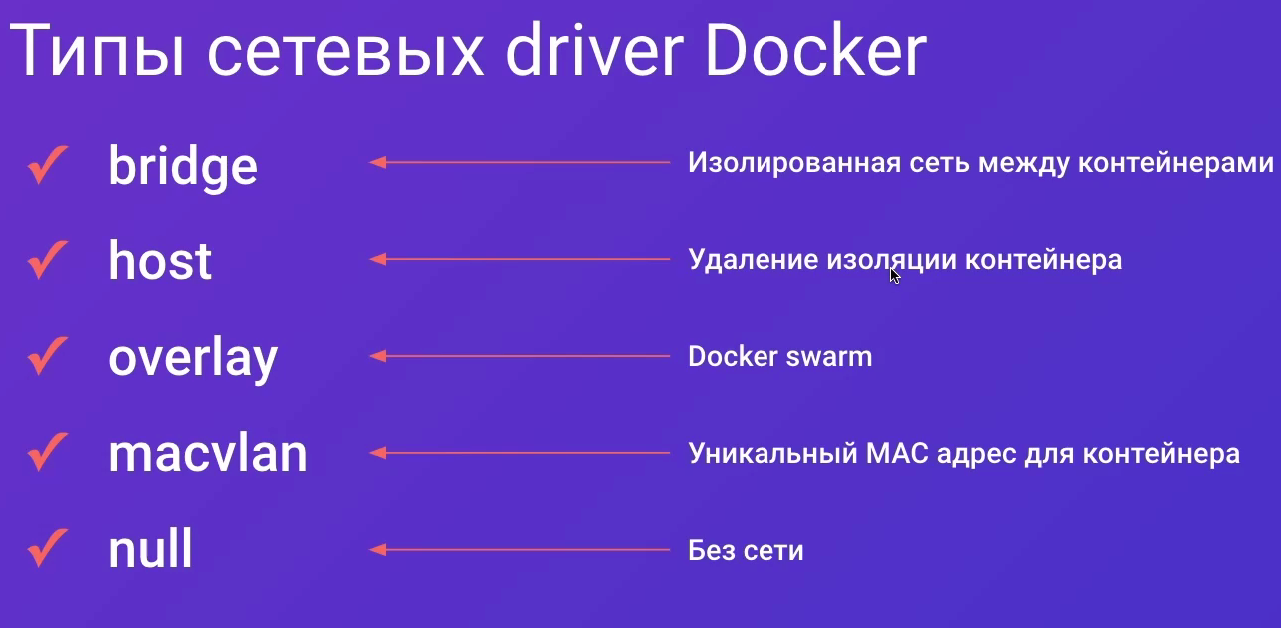 Типы сетевых driver Docker
bridge
Изолированная сеть между контейнерами
host
Удаление изоляции контейнера
overlay
Docker swarm
macvlan
Уникальный MAC адрес для контейнера
null
Без сети